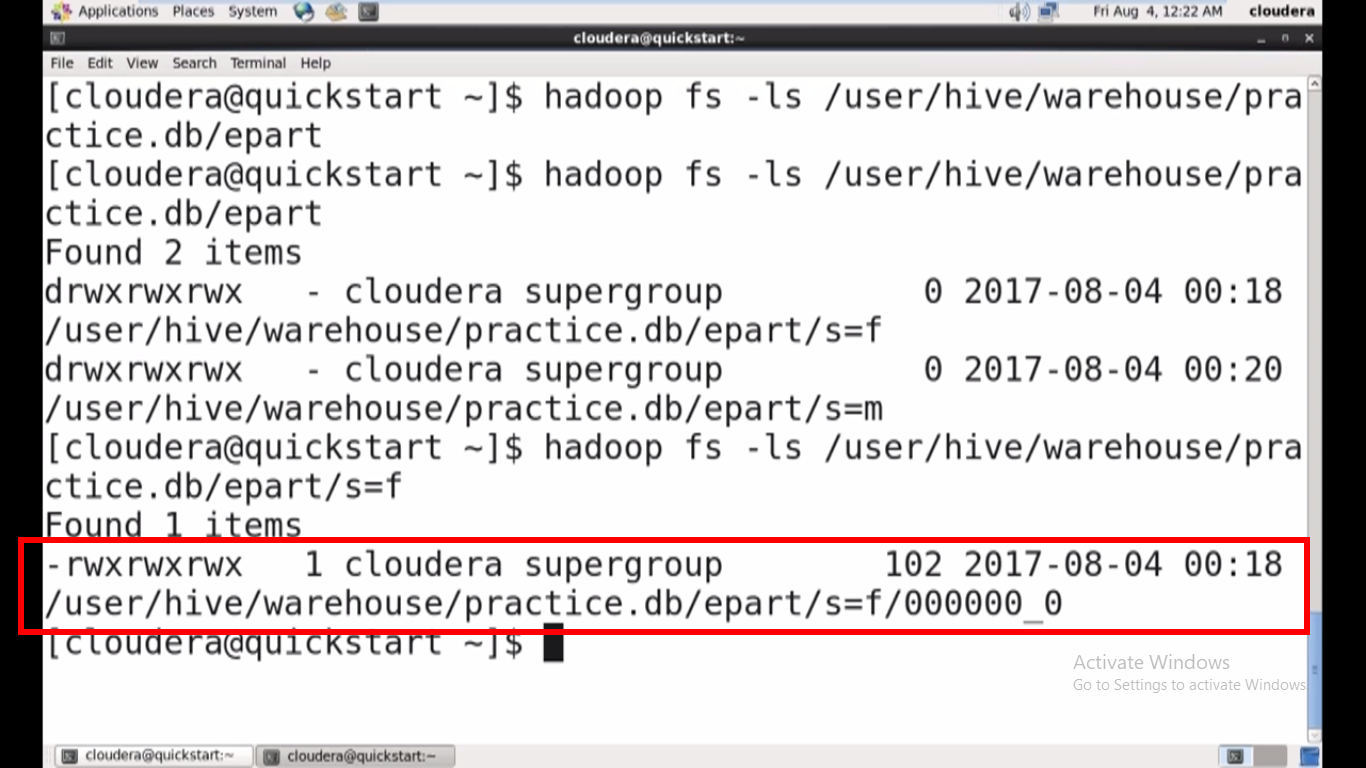 Applications Places System Fri Aug 4, 12:22 AM cloudera
cloudera@quickstart:~
File Edit View Search Terminal Help
[cloudera@quickstart ~]$ hadoop fs -ls /user/hive/warehouse/pra
ctice.db/epart
[cloudera@quickstart ~]$ hadoop fs -ls /user/hive/warehouse/pra
ctice.db/epart
Found 2 items
drwxrwxrwx   - cloudera supergroup          0 2017-08-04 00:18
/user/hive/warehouse/practice.db/epart/s=f
drwxrwxrwx   - cloudera supergroup          0 2017-08-04 00:20
/user/hive/warehouse/practice.db/epart/s=m
[cloudera@quickstart ~]$ hadoop fs -ls /user/hive/warehouse/pra
ctice.db/epart/s=f
Found 1 items
-rwxrwxrwx   1 cloudera supergroup        102 2017-08-04 00:18
/user/hive/warehouse/practice.db/epart/s=f/000000_0
[cloudera@quickstart ~]$
Activate Windows
Go to Settings to activate Windows
cloudera@quickstart:~ cloudera@quickstart:~